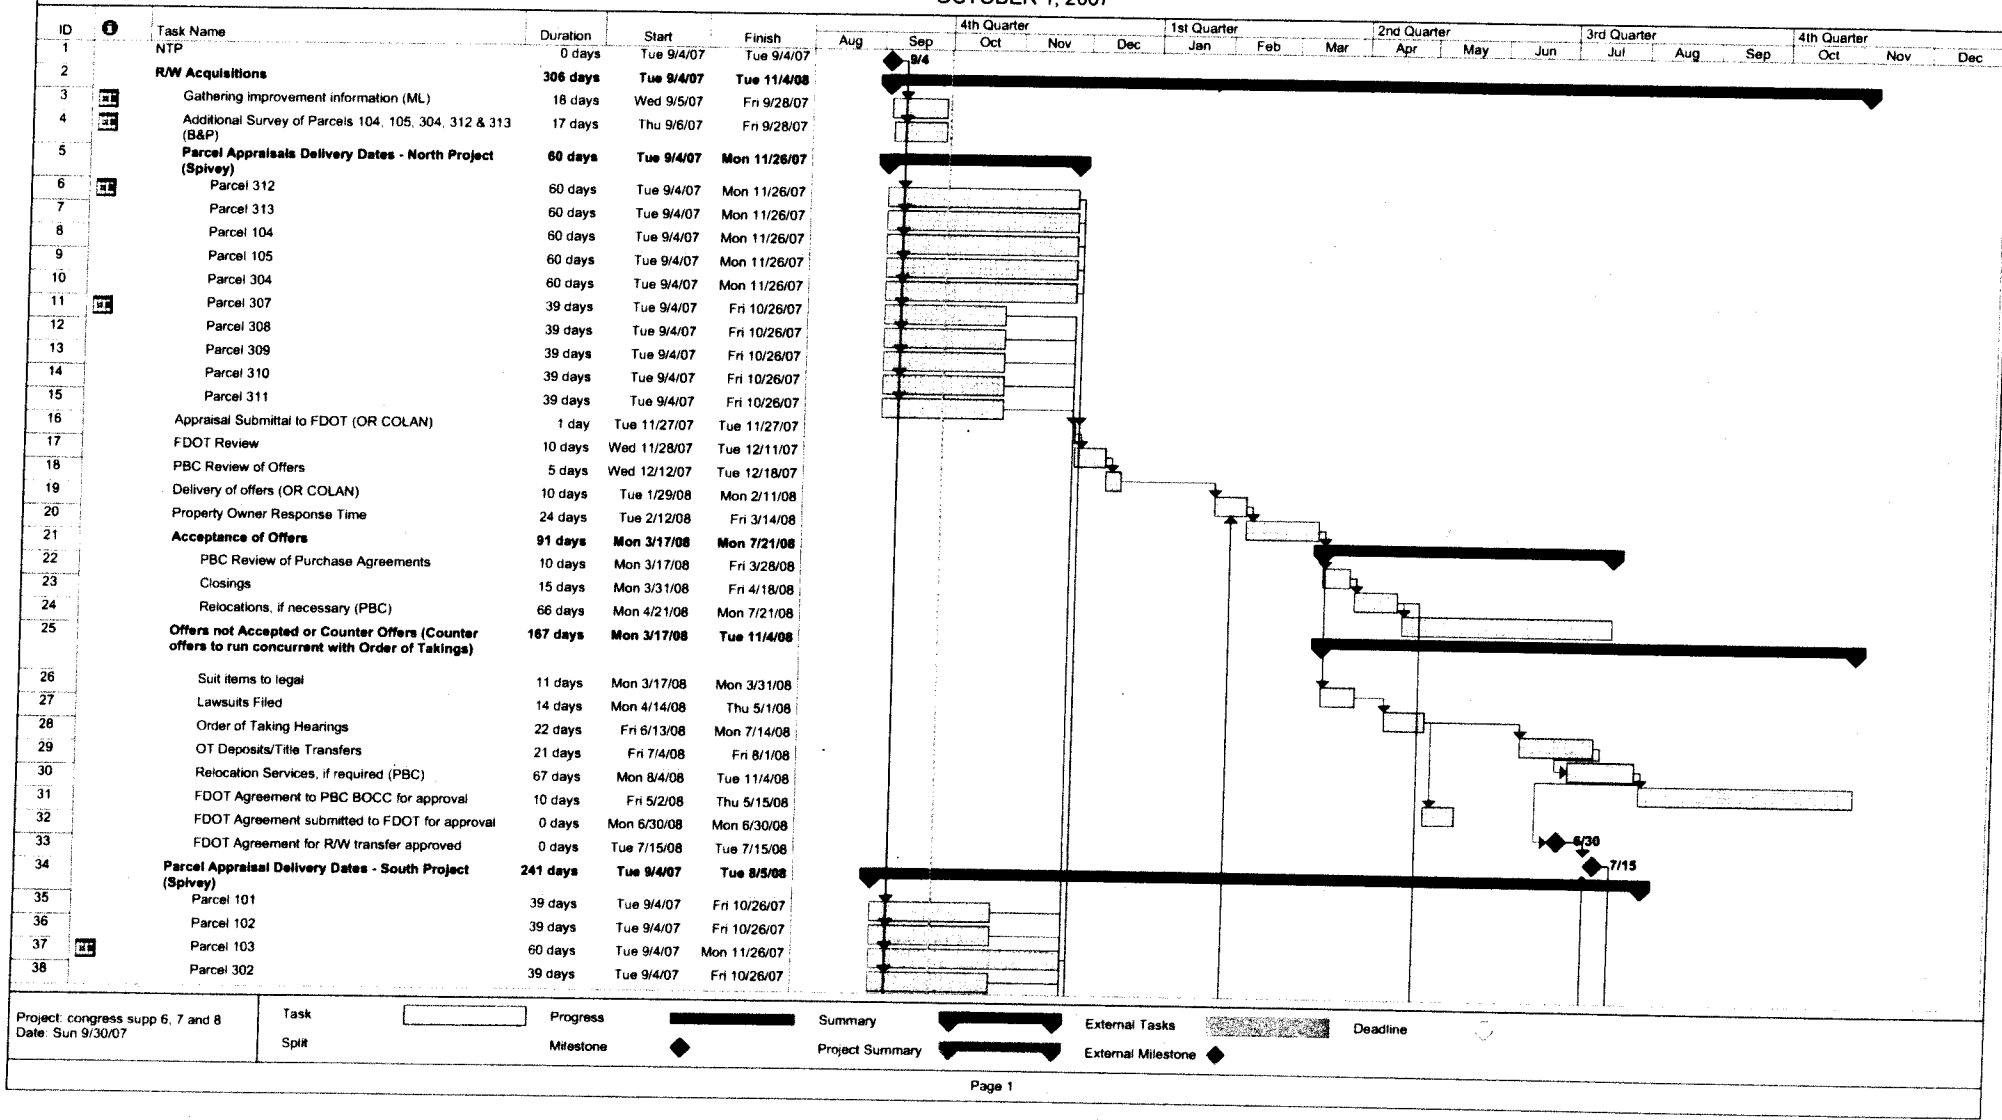 OCTOBER 1, 2007
ID Task Name Duration Start Finish
4th Quarter 1st Quarter 2nd Quarter 3rd Quarter 4th Quarter
Aug Sep Oct Nov Dec Jan Feb Mar Apr May Jun Jul Aug Sep Oct Nov Dec
1 NTP 0 days Tue 9/4/07 Tue 9/4/07 9/4
2 R/W Acquisitions 306 days Tue 9/4/07 Tue 11/4/08
3 Gathering improvement information (ML) 18 days Wed 9/5/07 Fri 9/28/07
4 Additional Survey of Parcels 104, 105, 304, 312 & 313 17 days Thu 9/6/07 Fri 9/28/07
(B&P)
5 Parcel Appraisals Delivery Dates - North Project 60 days Tue 9/4/07 Mon 11/26/07
(Spivey)
6 Parcel 312 60 days Tue 9/4/07 Mon 11/26/07
7 Parcel 313 60 days Tue 9/4/07 Mon 11/26/07
8 Parcel 104 60 days Tue 9/4/07 Mon 11/26/07
9 Parcel 105 60 days Tue 9/4/07 Mon 11/26/07
10 Parcel 304 60 days Tue 9/4/07 Mon 11/26/07
11 Parcel 307 39 days Tue 9/4/07 Fri 10/26/07
12 Parcel 308 39 days Tue 9/4/07 Fri 10/26/07
13 Parcel 309 39 days Tue 9/4/07 Fri 10/26/07
14 Parcel 310 39 days Tue 9/4/07 Fri 10/26/07
15 Parcel 311 39 days Tue 9/4/07 Fri 10/26/07
16 Appraisal Submittal to FDOT (OR COLAN) 1 day Tue 11/27/07 Tue 11/27/07
17 FDOT Review 10 days Wed 11/28/07 Tue 12/11/07
18 PBC Review of Offers 5 days Wed 12/12/07 Tue 12/18/07
19 Delivery of offers (OR COLAN) 10 days Tue 1/29/08 Mon 2/11/08
20 Property Owner Response Time 24 days Tue 2/12/08 Fri 3/14/08
21 Acceptance of Offers 91 days Mon 3/17/08 Mon 7/21/08
22 PBC Review of Purchase Agreements 10 days Mon 3/17/08 Fri 3/28/08
23 Closings 15 days Mon 3/31/08 Fri 4/18/08
24 Relocations, if necessary (PBC) 66 days Mon 4/21/08 Mon 7/21/08
25 Offers not Accepted or Counter Offers (Counter 167 days Mon 3/17/08 Tue 11/4/08
offers to run concurrent with Order of Takings)
26 Suit items to legal 11 days Mon 3/17/08 Mon 3/31/08
27 Lawsuits Filed 14 days Mon 4/14/08 Thu 5/1/08
28 Order of Taking Hearings 22 days Fri 6/13/08 Mon 7/14/08
29 OT Deposits/Title Transfers 21 days Fri 7/4/08 Fri 8/1/08
30 Relocation Services, if required (PBC) 67 days Mon 8/4/08 Tue 11/4/08
31 FDOT Agreement to PBC BOCC for approval 10 days Fri 5/2/08 Thu 5/15/08
32 FDOT Agreement submitted to FDOT for approval 0 days Mon 6/30/08 Mon 6/30/08 6/30
33 FDOT Agreement for R/W transfer approved 0 days Tue 7/15/08 Tue 7/15/08 7/15
34 Parcel Appraisal Delivery Dates - South Project 241 days Tue 9/4/07 Tue 8/5/08
(Spivey)
35 Parcel 101 39 days Tue 9/4/07 Fri 10/26/07
36 Parcel 102 39 days Tue 9/4/07 Fri 10/26/07
37 Parcel 103 60 days Tue 9/4/07 Mon 11/26/07
38 Parcel 302 39 days Tue 9/4/07 Fri 10/26/07
Project: congress supp 6, 7 and 8
Date: Sun 9/30/07
Task Progress Summary External Tasks Deadline
Split Milestone Project Summary External Milestone
Page 1